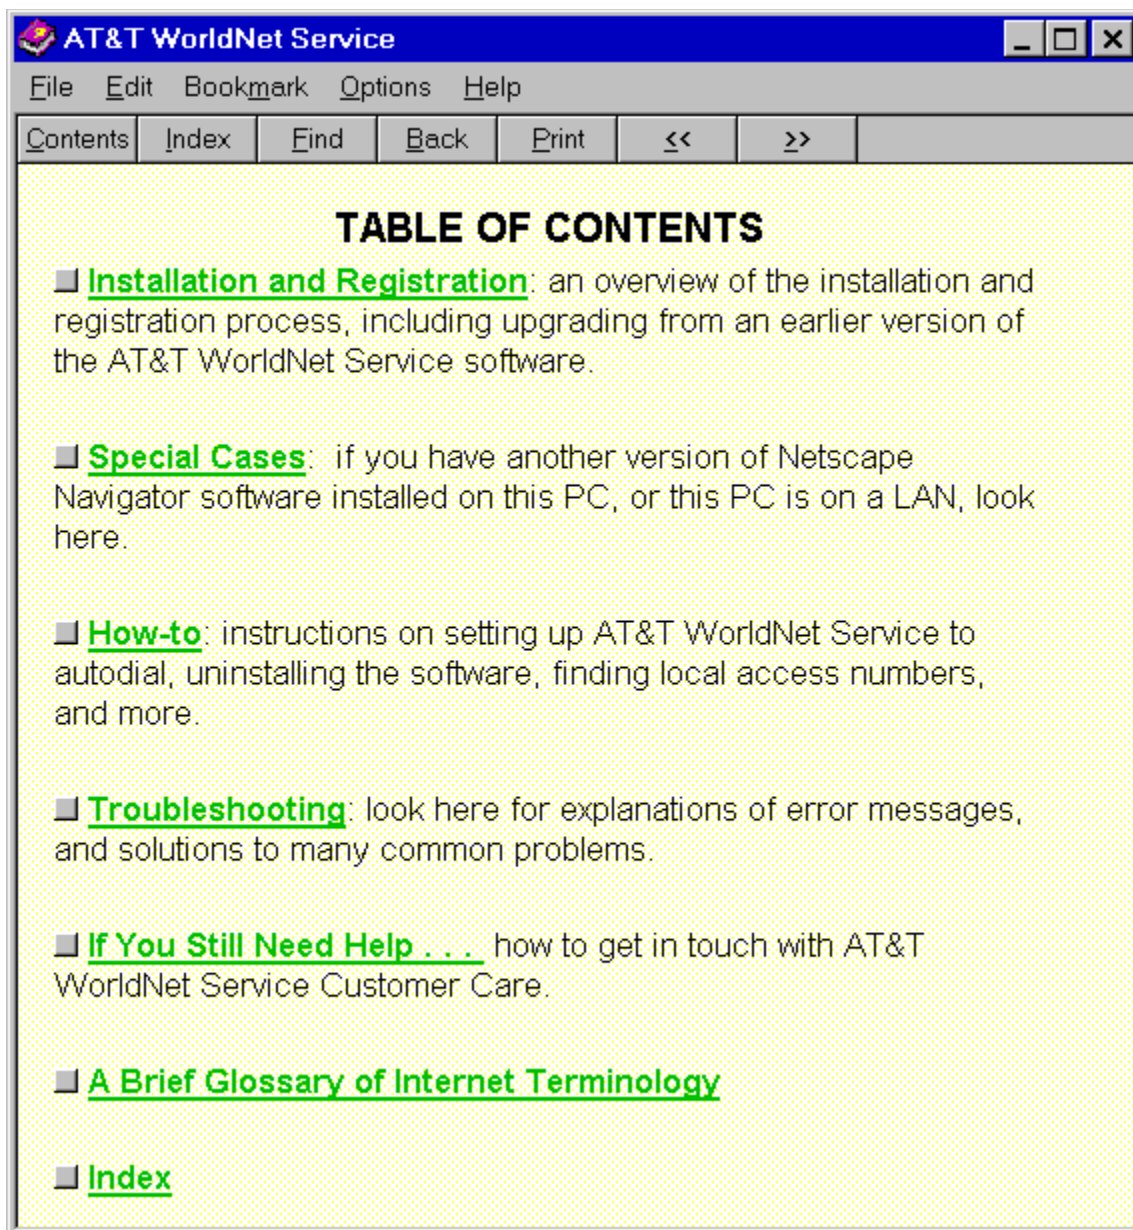 AT&T WorldNet Service
File Edit Bookmark Options Help
Contents Index Find Back Print << >>
TABLE OF CONTENTS
Installation and Registration: an overview of the installation and
registration process, including upgrading from an earlier version of
the AT&T WorldNet Service software.
Special Cases:  if you have another version of Netscape
Navigator software installed on this PC, or this PC is on a LAN, look
here.
How-to: instructions on setting up AT&T WorldNet Service to
autodial, uninstalling the software, finding local access numbers,
and more.
Troubleshooting: look here for explanations of error messages,
and solutions to many common problems.
If You Still Need Help . . .  how to get in touch with AT&T
WorldNet Service Customer Care.
A Brief Glossary of Internet Terminology
Index